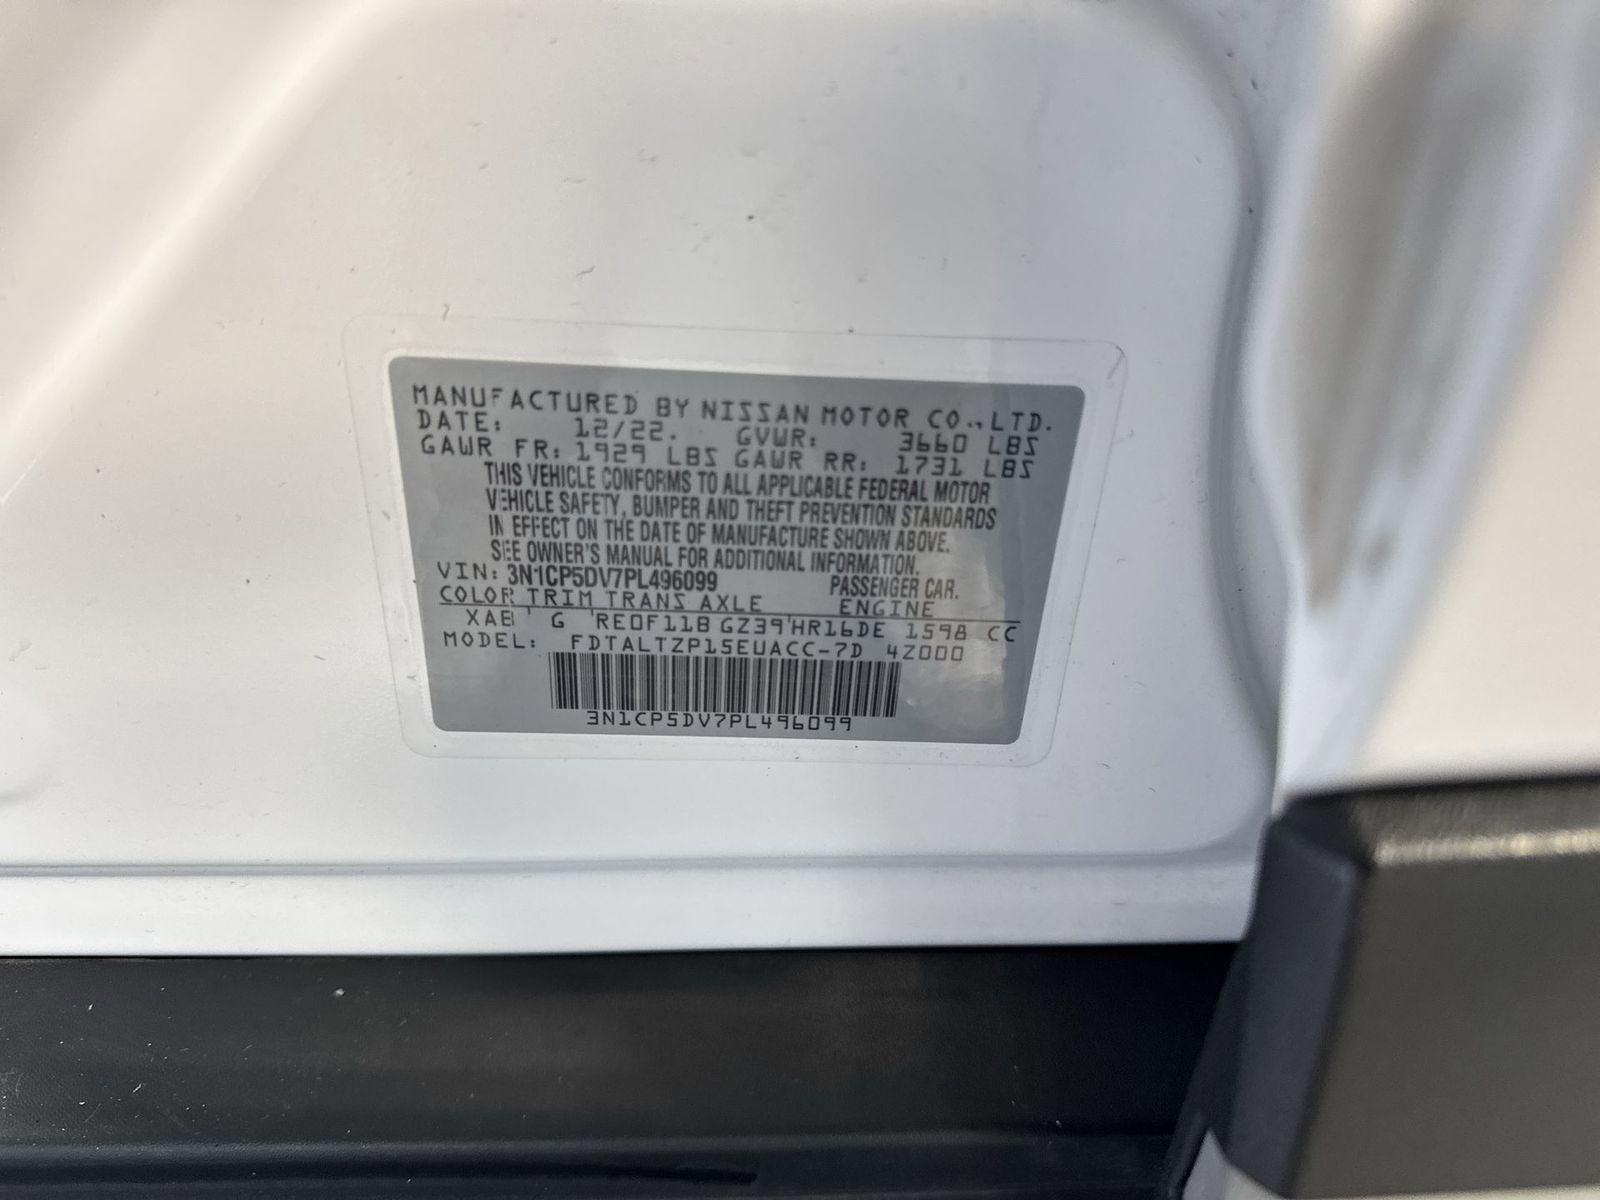 MANUFACTURED BY NISSAN MOTOR CO.,LTD.
DATE: 12/22. GVWR: 3660 LBS
GAWR FR: 1929 LBS GAWR RR: 1731 LBS
THIS VEHICLE CONFORMS TO ALL APPLICABLE FEDERAL MOTOR
VEHICLE SAFETY, BUMPER AND THEFT PREVENTION STANDARDS
IN EFFECT ON THE DATE OF MANUFACTURE SHOWN ABOVE.
SEE OWNER'S MANUAL FOR ADDITIONAL INFORMATION.
VIN: 3N1CP5DV7PL496099 PASSENGER CAR.
COLOR TRIM TRANS AXLE ENGINE
XAB G RE0F11B GZ39 HR16DE 1598 CC
MODEL: FDTALTZP15EUACC-7D 4Z000
3N1CP5DV7PL496099